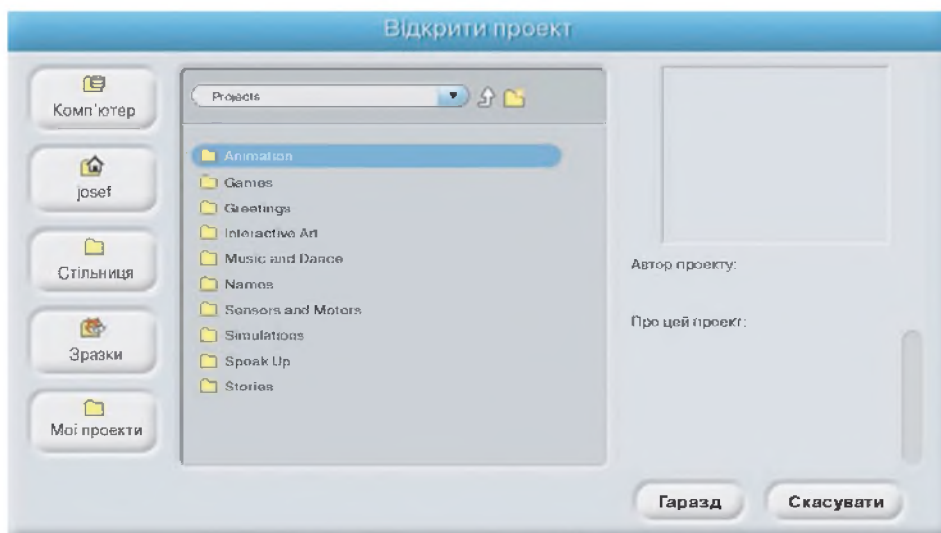 Відкрити проект
Комп'ютер
josef
Стільниця
Зразки
Мої проекти
Projects
Animation
Games
Greetings
Interactive Art
Music and Dance
Names
Sensors and Motors
Simulations
Speak Up
Stories
Автор проекту:
Про цей проект:
Гаразд
Скасувати